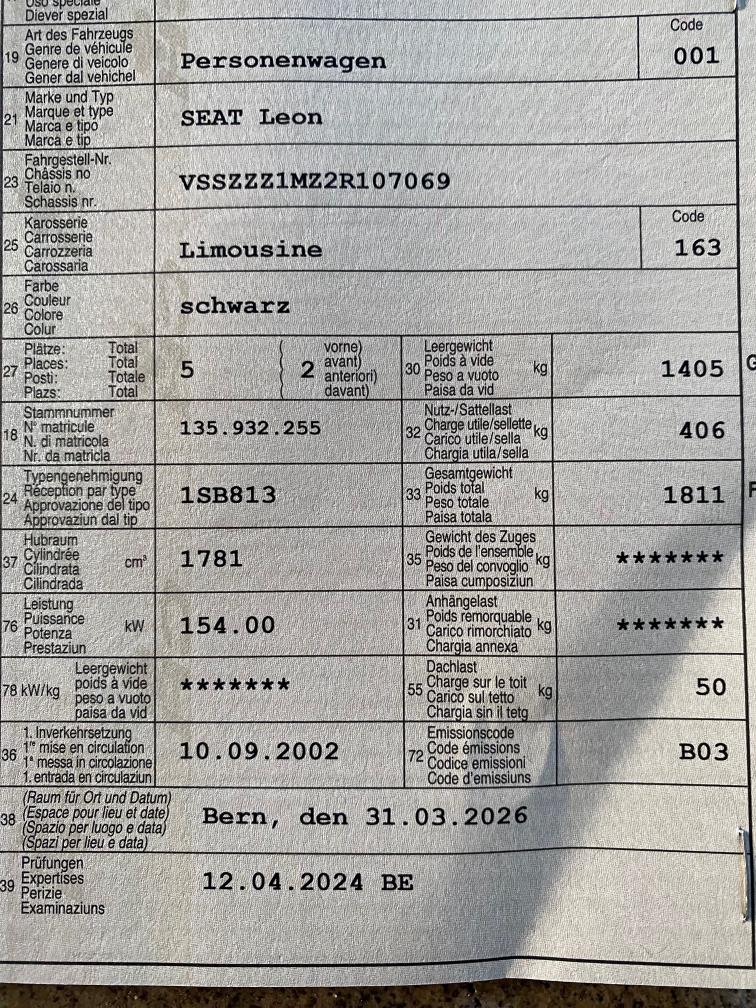 Diever spezial
19
Art des Fahrzeugs
Genre de véhicule
Genere di veicolo
Gener dal vehichel
Personenwagen
Code
001
21
Marke und Typ
Marque et type
Marca e tipo
Marca e tip
SEAT Leon
23
Fahrgestell-Nr.
Châssis no
Telaio n.
Schassis nr.
VSSZZZ1MZ2R107069
25
Karosserie
Carrosserie
Carrozzeria
Carossaria
Limousine
Code
163
26
Farbe
Couleur
Colore
Colur
schwarz
27
Plätze: Total
Places: Total
Posti: Totale
Plazs: Total
5
( 2 vorne)
avant)
anteriori)
davant)
30
Leergewicht
Poids à vide
Peso a vuoto
Paisa da vid
kg
1405
18
Stammnummer
N° matricule
N. di matricola
Nr. da matricla
135.932.255
32
Nutz-/Sattellast
Charge utile/sellette
Carico utile/sella
Chargia utila/sella
kg
406
24
Typengenehmigung
Réception par type
Approvazione del tipo
Approvaziun dal tip
1SB813
33
Gesamtgewicht
Poids total
Peso totale
Paisa totala
kg
1811
37
Hubraum
Cylindrée
Cilindrata
Cilindrada
cm³
1781
35
Gewicht des Zuges
Poids de l'ensemble
Peso del convoglio
Paisa cumposiziun
kg
*******
76
Leistung
Puissance
Potenza
Prestaziun
kW
154.00
31
Anhängelast
Poids remorquable
Carico rimorchiato
Chargia annexa
kg
*******
78 kW/kg
Leergewicht
poids à vide
peso a vuoto
paisa da vid
*******
55
Dachlast
Charge sur le toit
Carico sul tetto
Chargia sin il tetg
kg
50
36
1. Inverkehrsetzung
1re mise en circulation
1a messa in circolazione
1. entrada en circulaziun
10.09.2002
72
Emissionscode
Code émissions
Codice emissioni
Code d'emissiuns
B03
38
(Raum für Ort und Datum)
(Espace pour lieu et date)
(Spazio per luogo e data)
(Spazi per lieu e data)
Bern, den 31.03.2026
39
Prüfungen
Expertises
Perizie
Examinaziuns
12.04.2024 BE